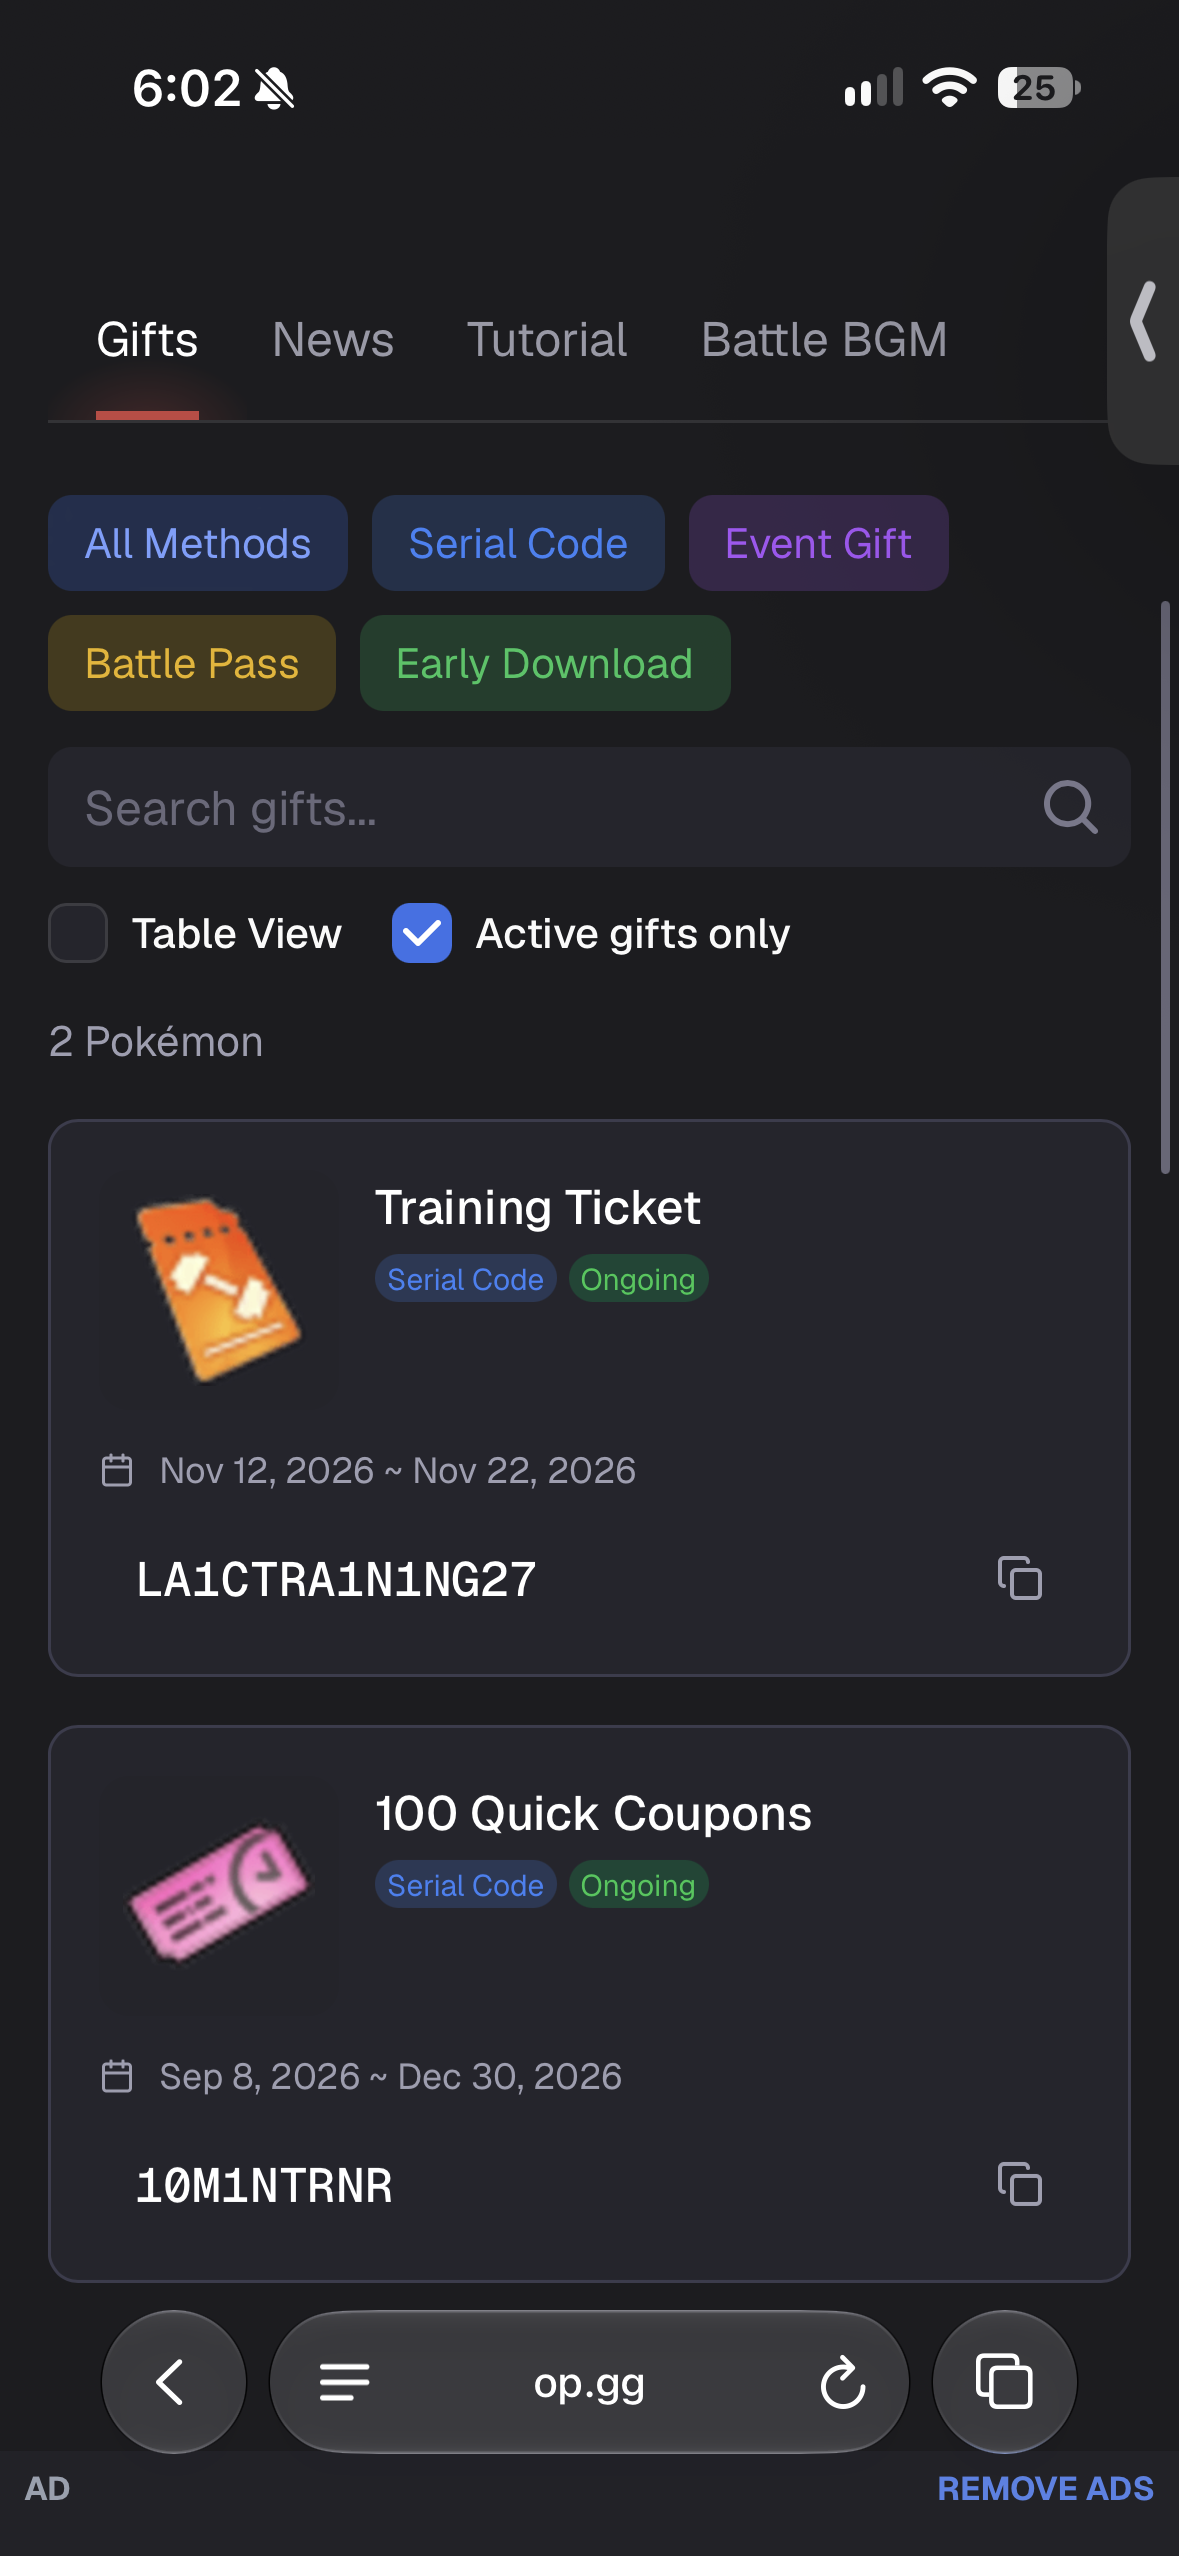 6:02
25
Gifts News Tutorial Battle BGM
All Methods Serial Code Event Gift
Battle Pass Early Download
Search gifts...
Table View Active gifts only
2 Pokémon
Training Ticket
Serial Code Ongoing
Nov 12, 2026 ~ Nov 22, 2026
LA1CTRA1N1NG27
100 Quick Coupons
Serial Code Ongoing
Sep 8, 2026 ~ Dec 30, 2026
10M1NTRNR
op.gg
AD REMOVE ADS